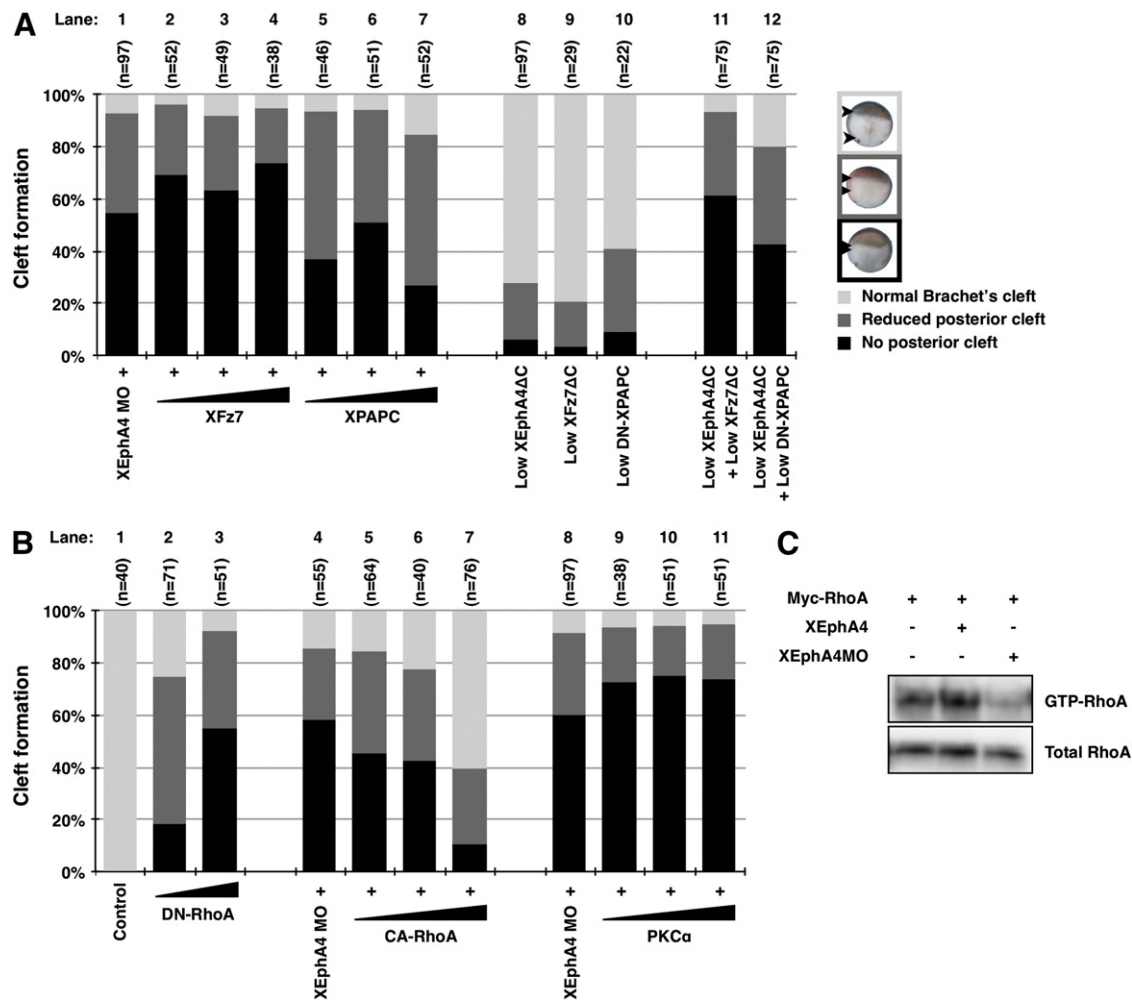 A
Lane: 1 2 3 4 5 6 7 8 9 10 11 12
(n=97) (n=52) (n=49) (n=38) (n=46) (n=51) (n=52) (n=97) (n=29) (n=22) (n=75) (n=75)
Cleft formation
100%
80%
60%
40%
20%
0%
XEphA4 MO + + + + + + +
XFz7
XPAPC
Low XEphA4ΔC
Low XFz7ΔC
Low DN-XPAPC
Low XEphA4ΔC
+ Low XFz7ΔC
Low XEphA4ΔC
+ Low DN-XPAPC
Normal Brachet's cleft
Reduced posterior cleft
No posterior cleft
B
Lane: 1 2 3 4 5 6 7 8 9 10 11
(n=40) (n=71) (n=51) (n=55) (n=64) (n=40) (n=76) (n=97) (n=38) (n=51) (n=51)
Cleft formation
100%
80%
60%
40%
20%
0%
Control
DN-RhoA
XEphA4 MO + + + +
CA-RhoA
XEphA4 MO + + + +
PKCα
C
Myc-RhoA + + +
XEphA4 - + -
XEphA4MO - - +
GTP-RhoA
Total RhoA